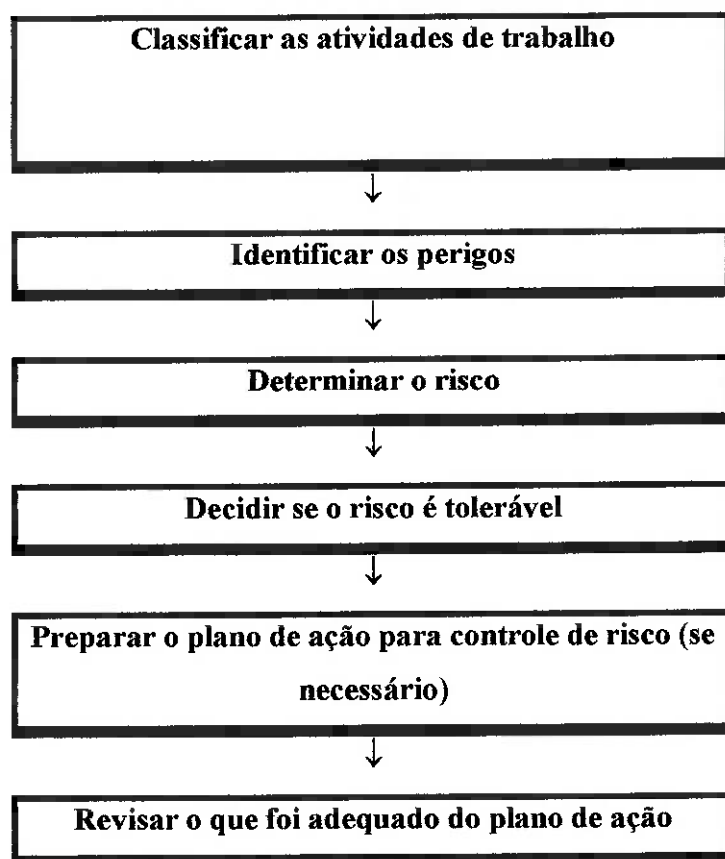 Classificar as atividades de trabalho
↓
Identificar os perigos
↓
Determinar o risco
↓
Decidir se o risco é tolerável
↓
Preparar o plano de ação para controle de risco (se
necessário)
↓
Revisar o que foi adequado do plano de ação